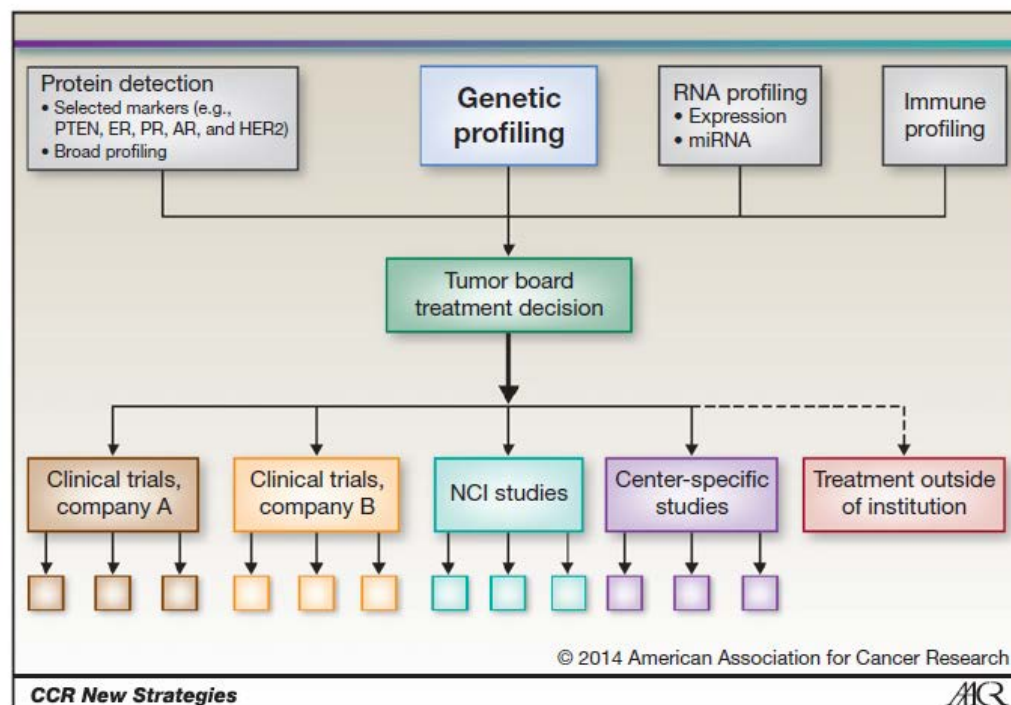 Protein detection
• Selected markers (e.g.,
PTEN, ER, PR, AR, and HER2)
• Broad profiling
Genetic
profiling
RNA profiling
• Expression
• miRNA
Immune
profiling
Tumor board
treatment decision
Clinical trials,
company A
Clinical trials,
company B
NCI studies
Center-specific
studies
Treatment outside
of institution
© 2014 American Association for Cancer Research
CCR New Strategies
AACR